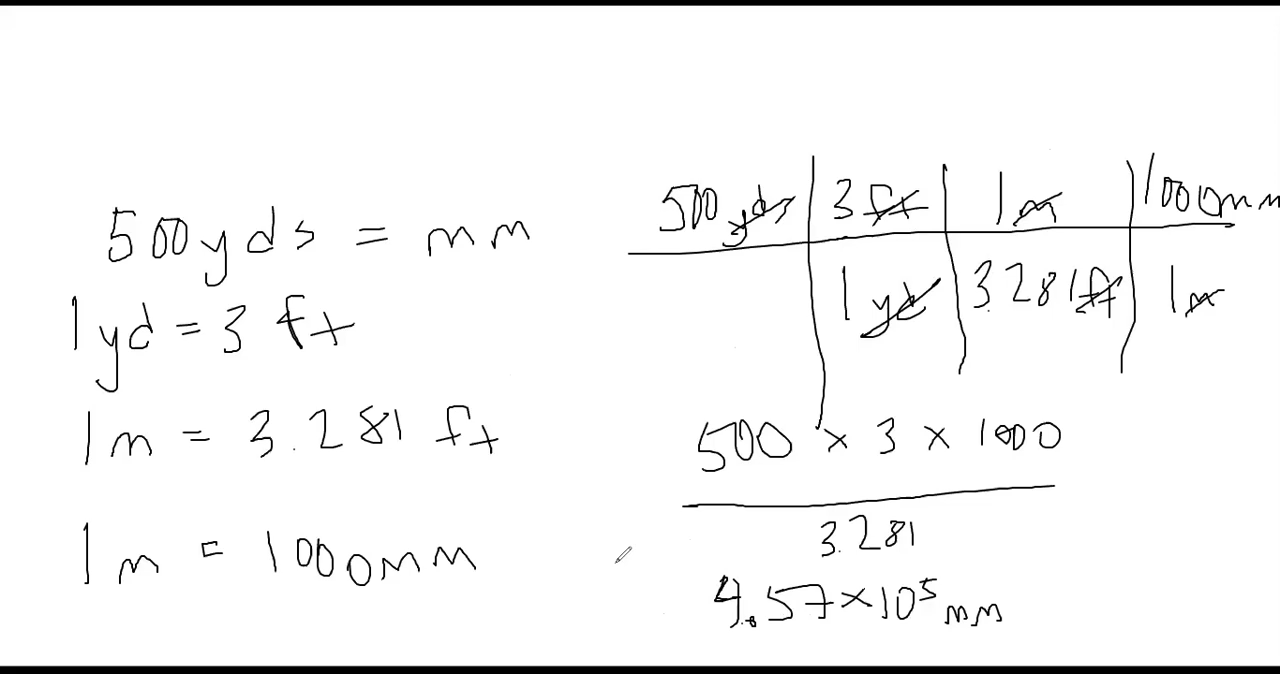 500 yds = mm
1 yd = 3 ft
1 m = 3.281 ft
1 m = 1000 mm
500 yds | 3 ft | 1 m | 1000 mm
1 yd | 3.281 ft | 1 m
500 × 3 × 1000
3.281
4.57 × 10⁵ mm